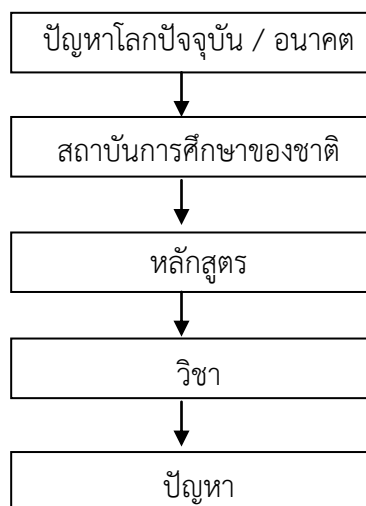 ปัญหาโลกปัจจุบัน / อนาคต
สถาบันการศึกษาของชาติ
หลักสูตร
วิชา
ปัญหา